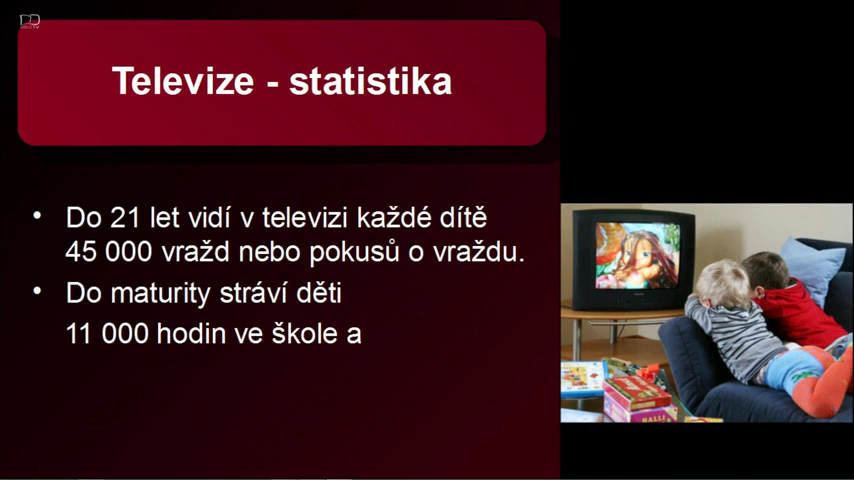 Televize - statistika
• Do 21 let vidí v televizi každé dítě
45 000 vražd nebo pokusů o vraždu.
• Do maturity stráví děti
11 000 hodin ve škole a